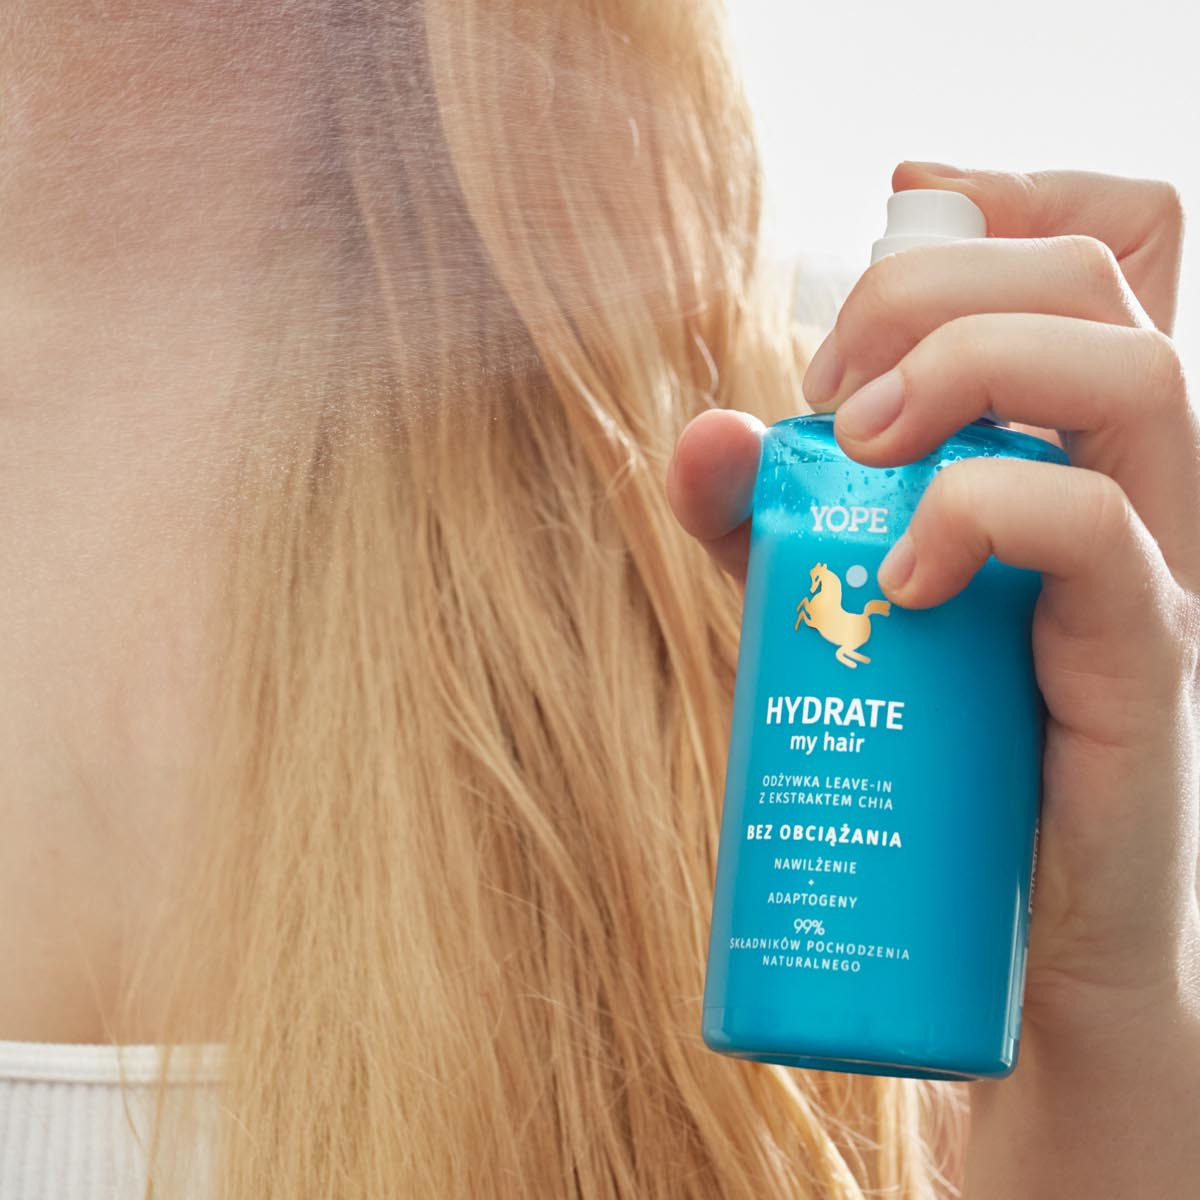 YOPE
HYDRATE
my hair
ODŻYWKA LEAVE-IN
Z EKSTRAKTEM CHIA
BEZ OBCIĄŻANIA
NAWILŻENIE
+
ADAPTOGENY
99%
SKŁADNIKÓW POCHODZENIA
NATURALNEGO